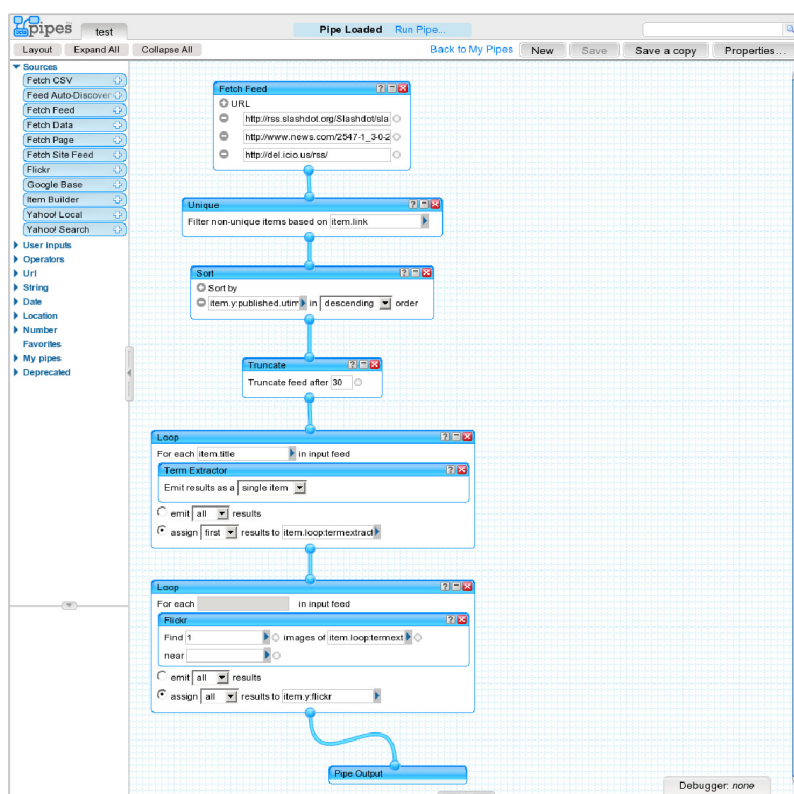 pipes test Pipe Loaded Run Pipe...
Layout Expand All Collapse All Back to My Pipes New Save Save a copy Properties...
Sources
Fetch CSV
Feed Auto-Discover
Fetch Feed
Fetch Data
Fetch Page
Fetch Site Feed
Flickr
Google Base
Item Builder
Yahoo! Local
Yahoo! Search
User inputs
Operators
Url
String
Date
Location
Number
Favorites
My pipes
Deprecated
Fetch Feed
URL
http://rss.slashdot.org/Slashdot/sla
http://www.news.com/2547-1_3-0-2
http://del.icio.us/rss/
Unique
Filter non-unique items based on item.link
Sort
Sort by
item.y:published.utim in descending order
Truncate
Truncate feed after 30
Loop
For each item.title in input feed
Term Extractor
Emit results as a single item
emit all results
assign first results to item.loop:termextract
Loop
For each in input feed
Flickr
Find 1 images of item.loop:termext
near
emit all results
assign all results to item.y:flickr
Pipe Output
Debugger: none